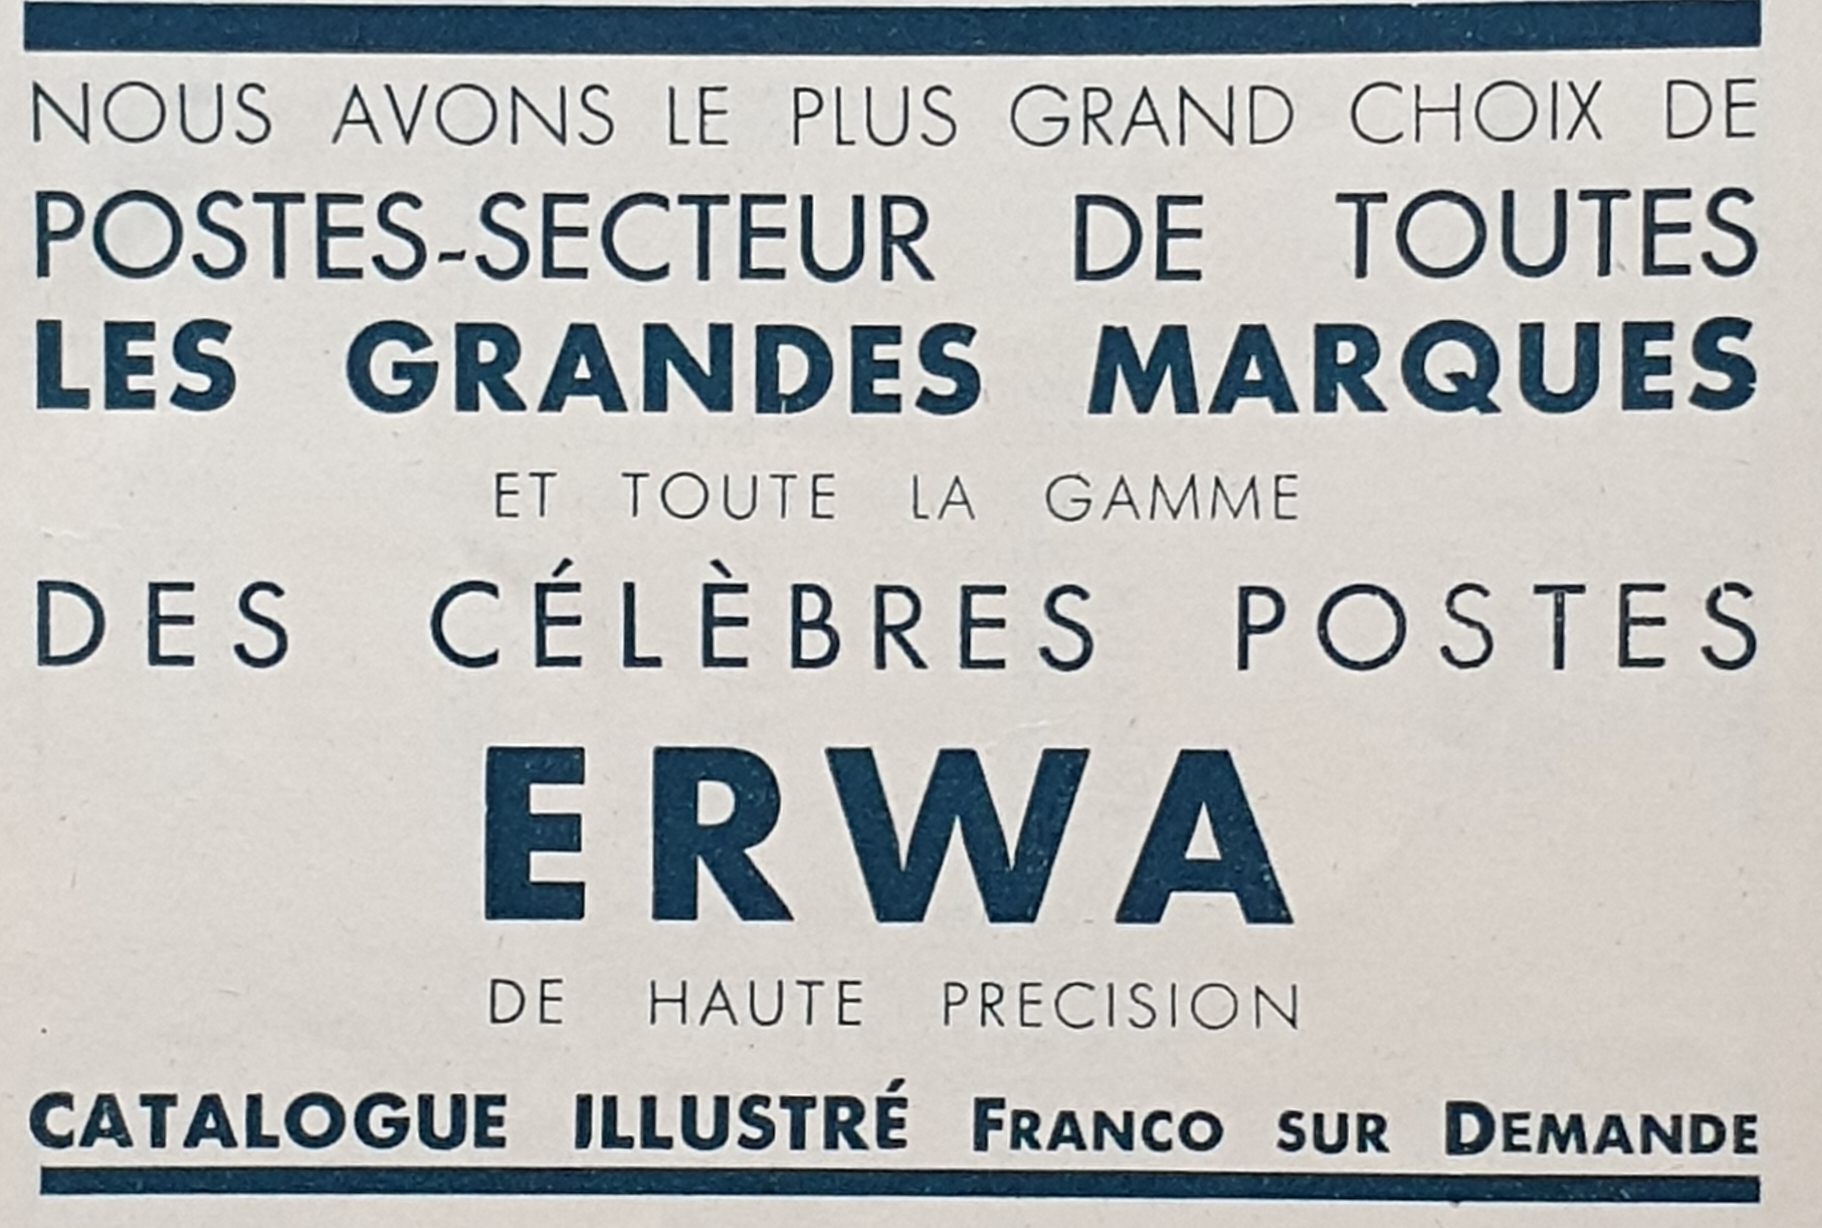 NOUS AVONS LE PLUS GRAND CHOIX DE
POSTES-SECTEUR DE TOUTES
LES GRANDES MARQUES
ET TOUTE LA GAMME
DES CÉLÈBRES POSTES
ERWA
DE HAUTE PRECISION
CATALOGUE ILLUSTRÉ FRANCO SUR DEMANDE